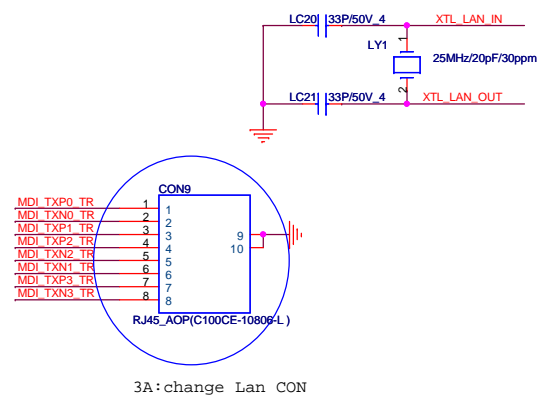 LC20 33P/50V_4 XTL_LAN_IN
LY1
1
25MHz/20pF/30ppm
2
LC21 33P/50V_4 XTL_LAN_OUT
CON9
MDI_TXP0_TR 1 1
MDI_TXN0_TR 2 2
MDI_TXP1_TR 3 3 9
MDI_TXP2_TR 4 4 10
MDI_TXN2_TR 5 5
MDI_TXN1_TR 6 6
MDI_TXP3_TR 7 7
MDI_TXN3_TR 8 8
RJ45_AOP(C100CE-10806-L )
3A:change Lan CON